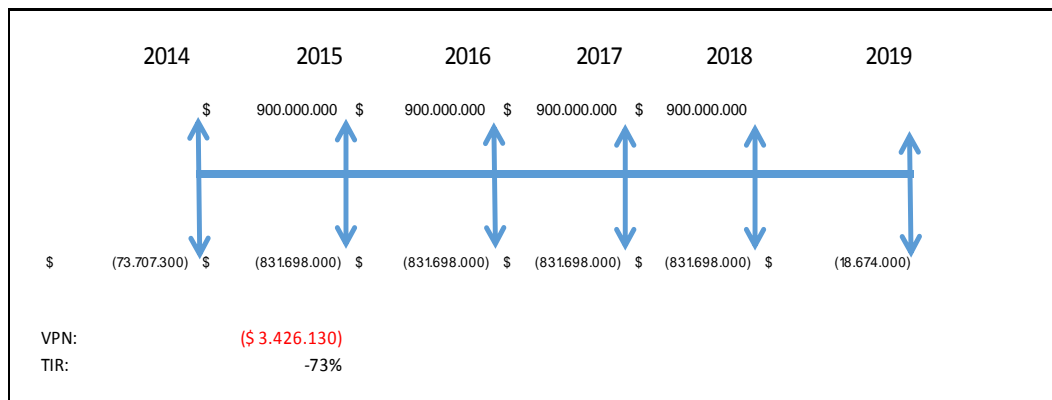 2014 2015 2016 2017 2018 2019
$ 900.000.000 $ 900.000.000 $ 900.000.000 $ 900.000.000
$ (73.707.300) $ (831.698.000) $ (831.698.000) $ (831.698.000) $ (831.698.000) $ (18.674.000)
VPN: ($ 3.426.130)
TIR: -73%